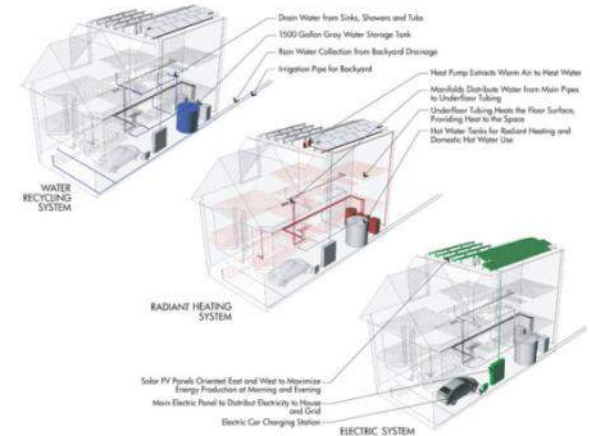 Drain Water from Sinks, Showers and Tubs
1500 Gallon Gray Water Storage Tank
Rain Water Collection from Backyard Drainage
Irrigation Pipe for Backyard
WATER
RECYCLING
SYSTEM
Heat Pump Extracts Warm Air to Heat Water
Manifolds Distribute Water from Main Pipes
to Underfloor Tubing
Underfloor Tubing Heats the Floor Surface,
Providing Heat to the Space
Hot Water Tanks for Radiant Heating and
Domestic Hot Water Use
RADIANT HEATING
SYSTEM
Solar PV Panels Oriented East and West to Maximize
Energy Production at Morning and Evening
Main Electric Panel to Distribut Electricity to House
and Grid
Electric Car Charging Station
ELECTRIC SYSTEM